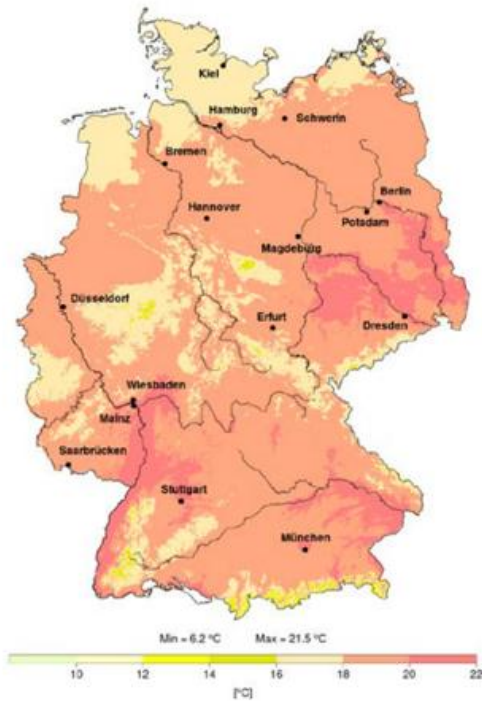 Kiel
Hamburg
Schwerin
Bremen
Berlin
Hannover
Potsdam
Magdeburg
Düsseldorf
Erfurt
Dresden
Wiesbaden
Mainz
Saarbrücken
Stuttgart
München
Min = 6.2 °C Max = 21.5 °C
10 12 14 16 18 20 22
[°C]